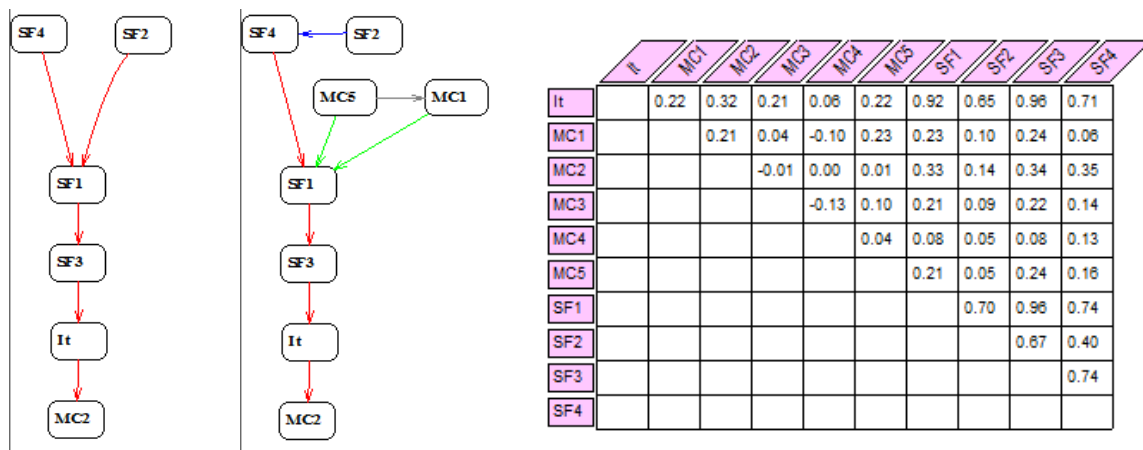 SF4 SF2
SF1
SF3
It
MC2
SF4 SF2
MC5 MC1
SF1
SF3
It
MC2
It MC1 MC2 MC3 MC4 MC5 SF1 SF2 SF3 SF4
It 0.22 0.32 0.21 0.06 0.22 0.92 0.65 0.96 0.71
MC1 0.21 0.04 -0.10 0.23 0.23 0.10 0.24 0.06
MC2 -0.01 0.00 0.01 0.33 0.14 0.34 0.35
MC3 -0.13 0.10 0.21 0.09 0.22 0.14
MC4 0.04 0.08 0.05 0.08 0.13
MC5 0.21 0.05 0.24 0.16
SF1 0.70 0.96 0.74
SF2 0.67 0.40
SF3 0.74
SF4